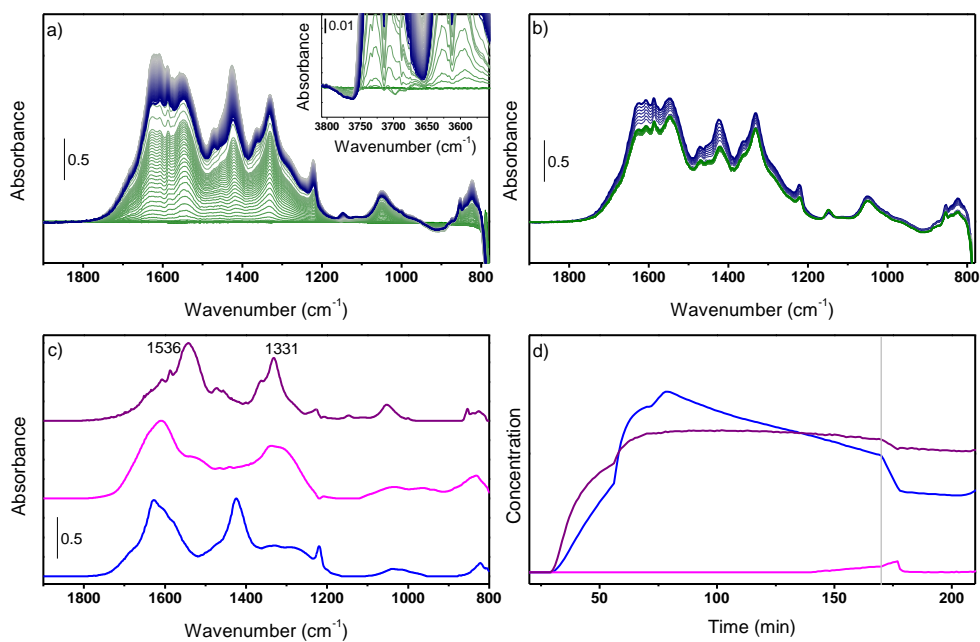 a)
0.01
Absorbance
3800 3750 3700 3650 3600
Wavenumber (cm⁻¹)
0.5
Absorbance
1800 1600 1400 1200 1000 800
Wavenumber (cm⁻¹)
b)
0.5
Absorbance
1800 1600 1400 1200 1000 800
Wavenumber (cm⁻¹)
c)
1536
1331
0.5
Absorbance
1800 1600 1400 1200 1000 800
Wavenumber (cm⁻¹)
d)
Concentration
50 100 150 200
Time (min)